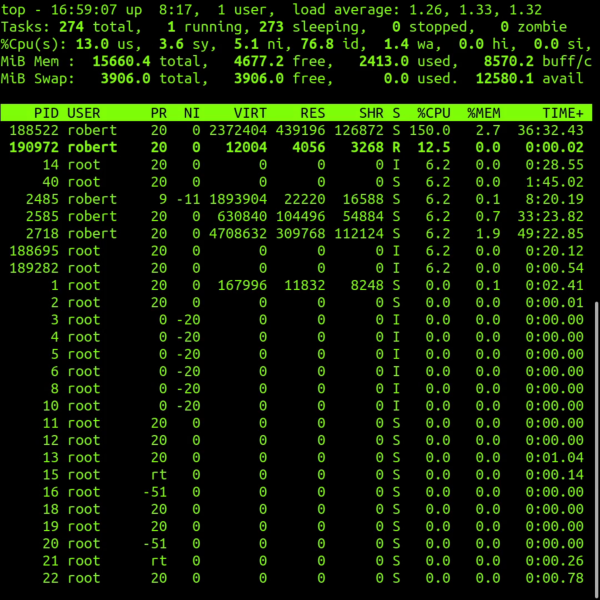 top - 16:59:07 up  8:17,  1 user,  load average: 1.26, 1.33, 1.32
Tasks: 274 total,   1 running, 273 sleeping,   0 stopped,   0 zombie
%Cpu(s): 13.0 us,  3.6 sy,  5.1 ni, 76.8 id,  1.4 wa,  0.0 hi,  0.0 si,
MiB Mem :  15660.4 total,   4677.2 free,   2413.0 used,   8570.2 buff/c
MiB Swap:   3906.0 total,   3906.0 free,      0.0 used.  12580.1 avail
PID USER      PR  NI    VIRT    RES    SHR S  %CPU  %MEM     TIME+
188522 robert    20   0 2372404 439196 126872 S 150.0   2.7  36:32.43
190972 robert    20   0   12004   4056   3268 R  12.5   0.0   0:00.02
14 root      20   0       0      0      0 I   6.2   0.0   0:28.55
40 root      20   0       0      0      0 S   6.2   0.0   1:45.02
2485 robert     9 -11 1893904  22220  16588 S   6.2   0.1   8:20.19
2585 robert    20   0  630840 104496  54884 S   6.2   0.7  33:23.82
2718 robert    20   0 4708632 309768 112124 S   6.2   1.9  49:22.85
188695 root      20   0       0      0      0 I   6.2   0.0   0:20.12
189282 root      20   0       0      0      0 I   6.2   0.0   0:00.54
1 root      20   0  167996  11832   8248 S   0.0   0.1   0:02.41
2 root      20   0       0      0      0 S   0.0   0.0   0:00.01
3 root       0 -20       0      0      0 I   0.0   0.0   0:00.00
4 root       0 -20       0      0      0 I   0.0   0.0   0:00.00
5 root       0 -20       0      0      0 I   0.0   0.0   0:00.00
6 root       0 -20       0      0      0 I   0.0   0.0   0:00.00
8 root       0 -20       0      0      0 I   0.0   0.0   0:00.00
10 root       0 -20       0      0      0 I   0.0   0.0   0:00.00
11 root      20   0       0      0      0 S   0.0   0.0   0:00.00
12 root      20   0       0      0      0 S   0.0   0.0   0:00.00
13 root      20   0       0      0      0 S   0.0   0.0   0:01.04
15 root      rt   0       0      0      0 S   0.0   0.0   0:00.14
16 root     -51   0       0      0      0 S   0.0   0.0   0:00.00
18 root      20   0       0      0      0 S   0.0   0.0   0:00.00
19 root      20   0       0      0      0 S   0.0   0.0   0:00.00
20 root     -51   0       0      0      0 S   0.0   0.0   0:00.00
21 root      rt   0       0      0      0 S   0.0   0.0   0:00.26
22 root      20   0       0      0      0 S   0.0   0.0   0:00.78